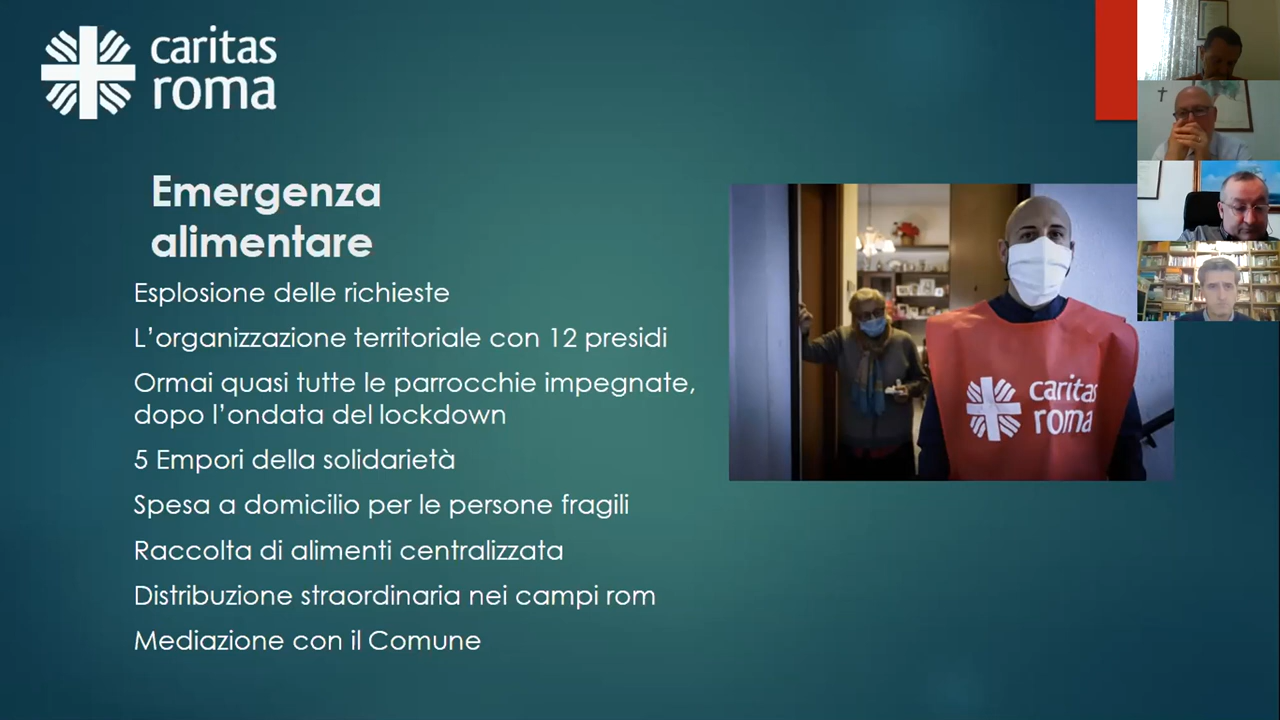 caritas
roma
Emergenza
alimentare
Esplosione delle richieste
L’organizzazione territoriale con 12 presidi
Ormai quasi tutte le parrocchie impegnate,
dopo l’ondata del lockdown
5 Empori della solidarietà
Spesa a domicilio per le persone fragili
Raccolta di alimenti centralizzata
Distribuzione straordinaria nei campi rom
Mediazione con il Comune
caritas
roma